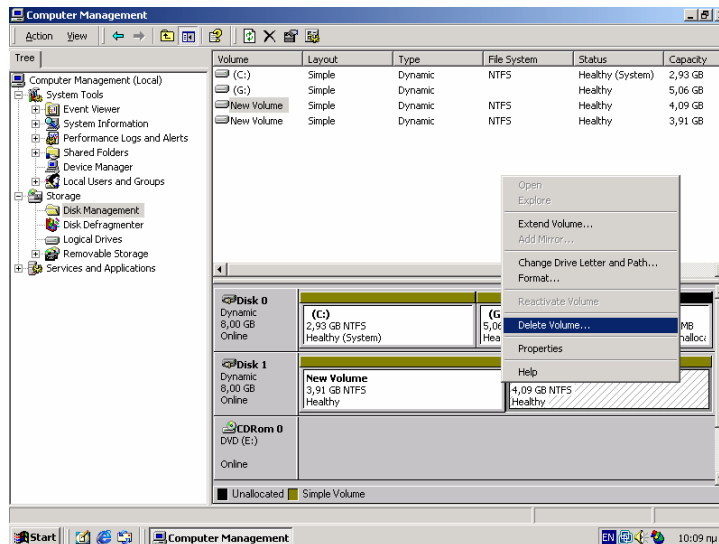 Computer Management
Action View
Tree
Volume Layout Type File System Status Capacity
Computer Management (Local)
System Tools
Event Viewer
System Information
Performance Logs and Alerts
Shared Folders
Device Manager
Local Users and Groups
Storage
Disk Management
Disk Defragmenter
Logical Drives
Removable Storage
Services and Applications
(C:) Simple Dynamic NTFS Healthy (System) 2,93 GB
(G:) Simple Dynamic Healthy 5,06 GB
New Volume Simple Dynamic NTFS Healthy 4,09 GB
New Volume Simple Dynamic NTFS Healthy 3,91 GB
Open
Explore
Extend Volume...
Add Mirror...
Change Drive Letter and Path...
Format...
Reactivate Volume
Delete Volume...
Properties
Help
Disk 0
Dynamic
8,00 GB
Online
(C:)
2,93 GB NTFS
Healthy (System)
(G
5,06
Hea
MB
Disk 1
Dynamic
8,00 GB
Online
New Volume
3,91 GB NTFS
Healthy
4,09 GB NTFS
Healthy
CDRom 0
DVD (E:)
Online
Unallocated Simple Volume
Start Computer Management EN 10:09 πμ